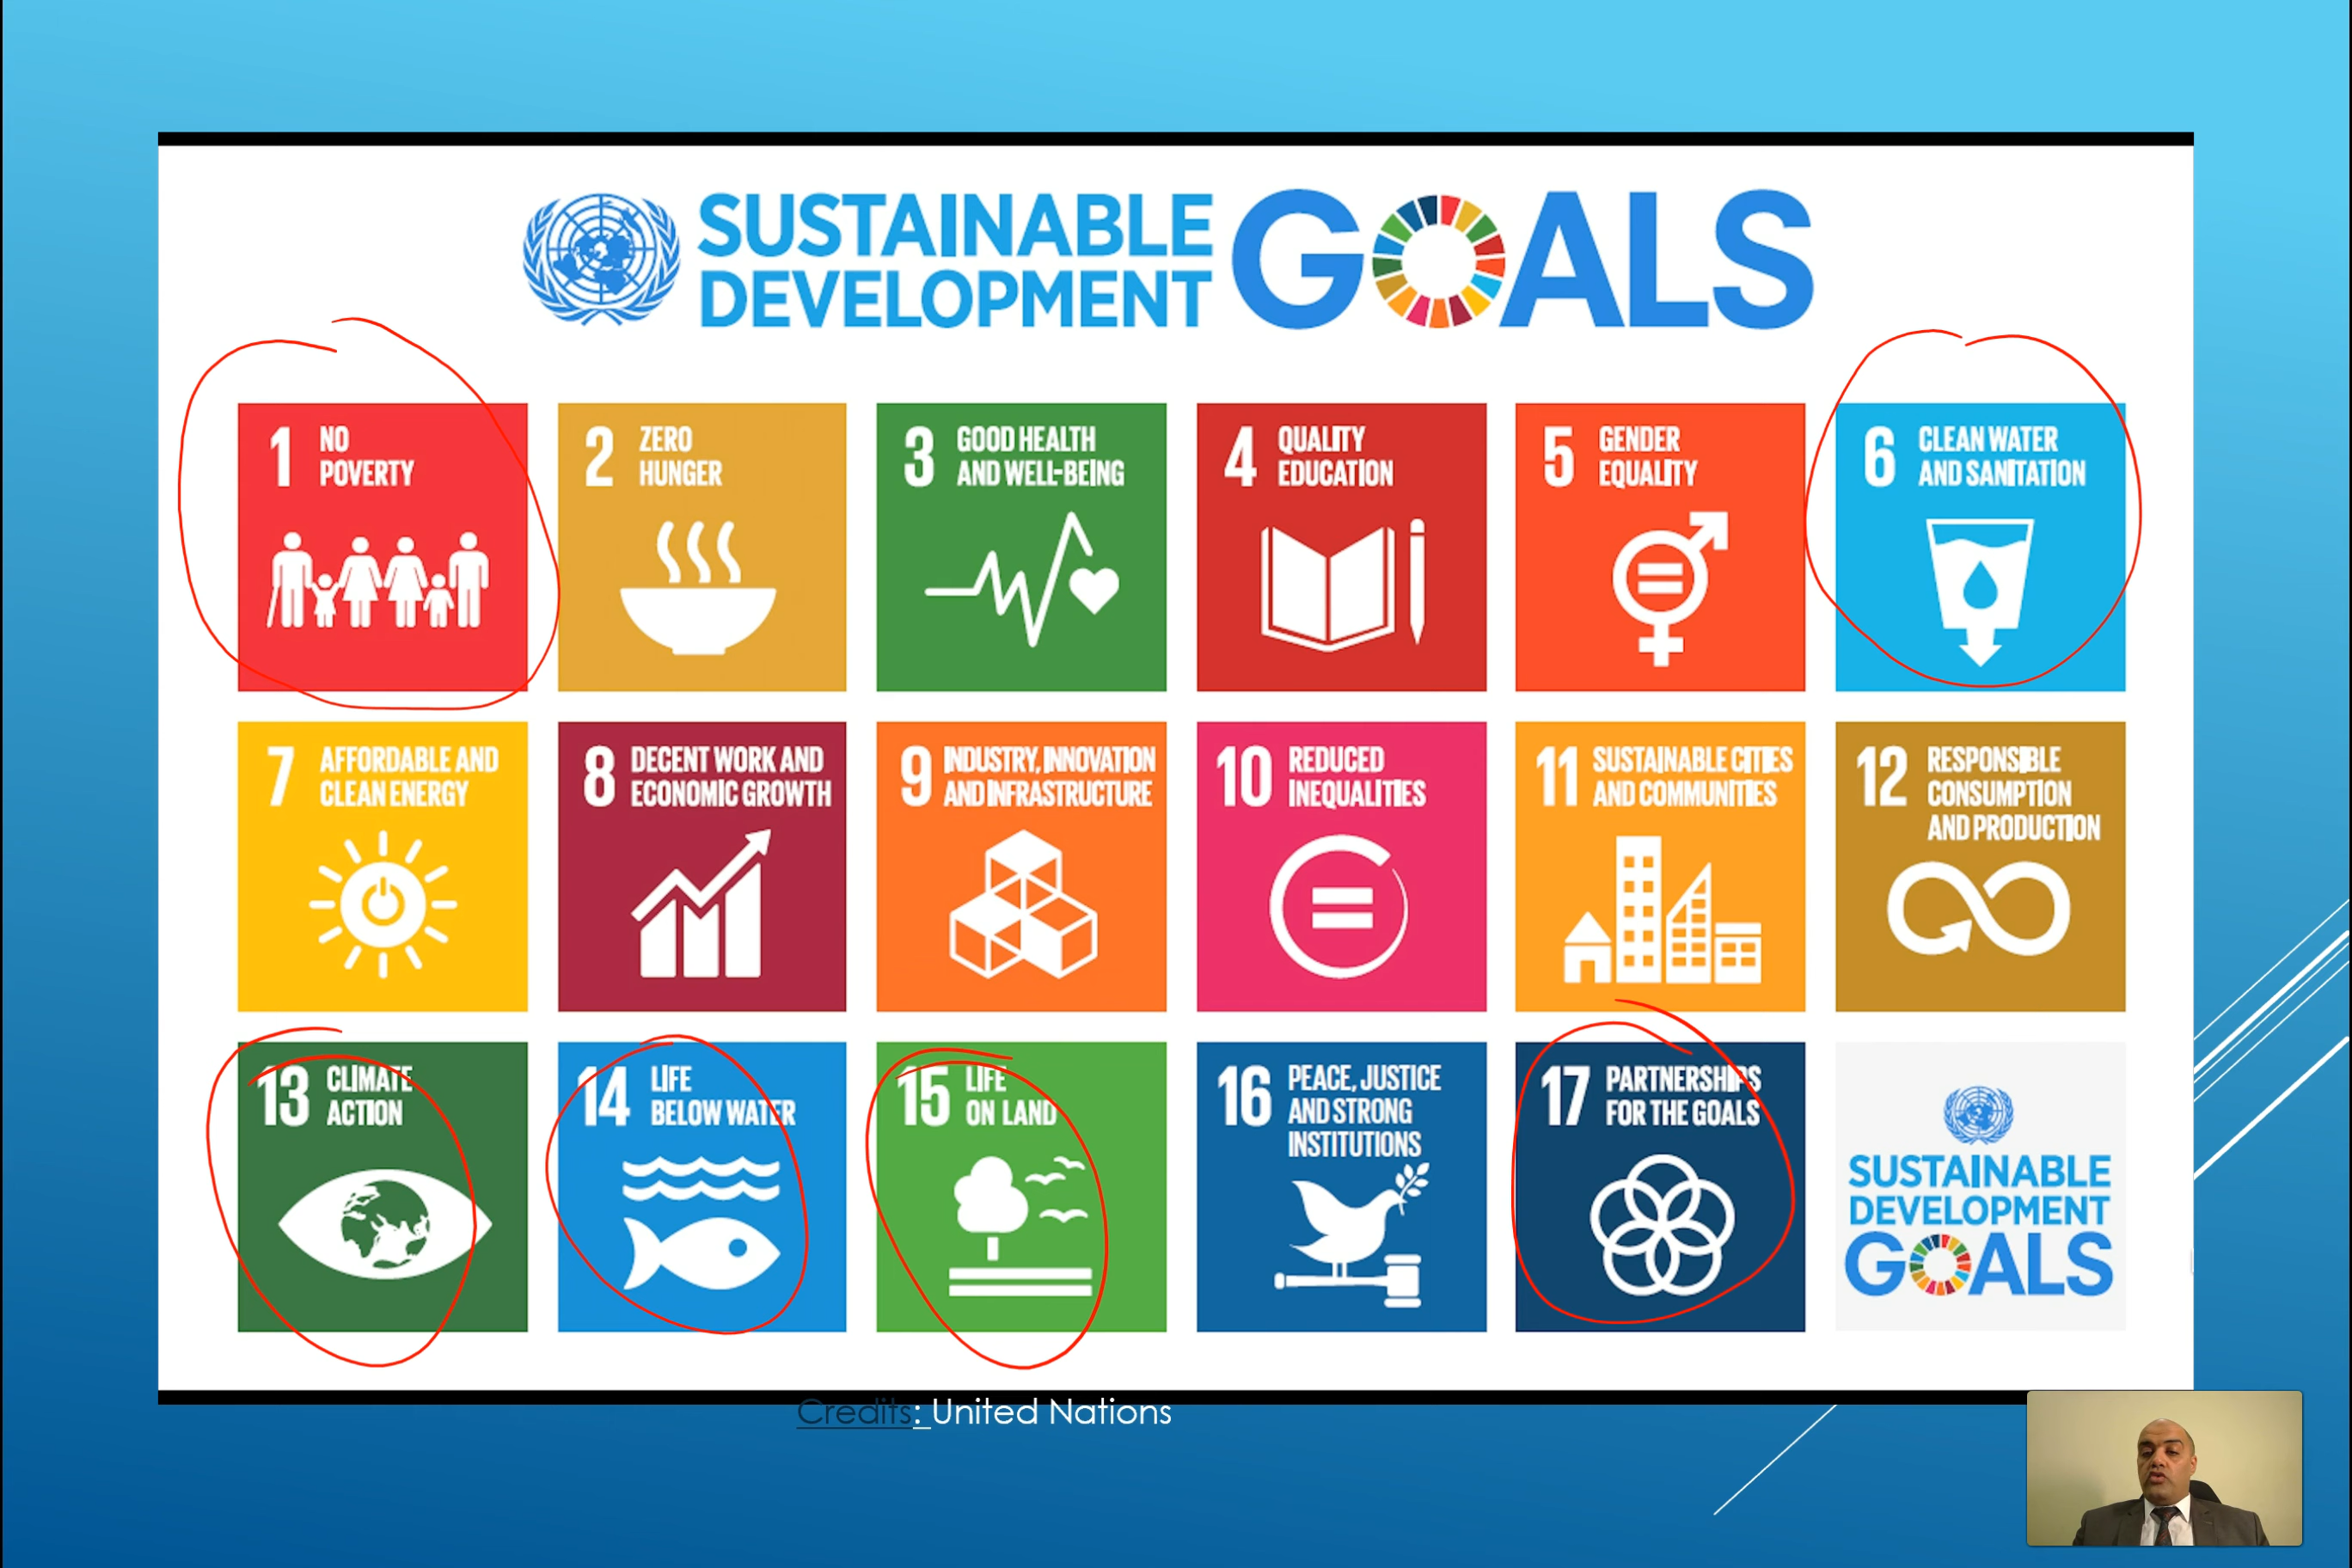 SUSTAINABLE
DEVELOPMENT
GOALS
1 NO
POVERTY
2 ZERO
HUNGER
3 GOOD HEALTH
AND WELL-BEING
4 QUALITY
EDUCATION
5 GENDER
EQUALITY
6 CLEAN WATER
AND SANITATION
7 AFFORDABLE AND
CLEAN ENERGY
8 DECENT WORK AND
ECONOMIC GROWTH
9 INDUSTRY, INNOVATION
AND INFRASTRUCTURE
10 REDUCED
INEQUALITIES
11 SUSTAINABLE CITIES
AND COMMUNITIES
12 RESPONSIBLE
CONSUMPTION
AND PRODUCTION
13 CLIMATE
ACTION
14 LIFE
BELOW WATER
15 LIFE
ON LAND
16 PEACE, JUSTICE
AND STRONG
INSTITUTIONS
17 PARTNERSHIPS
FOR THE GOALS
SUSTAINABLE
DEVELOPMENT
GOALS
Credits: United Nations